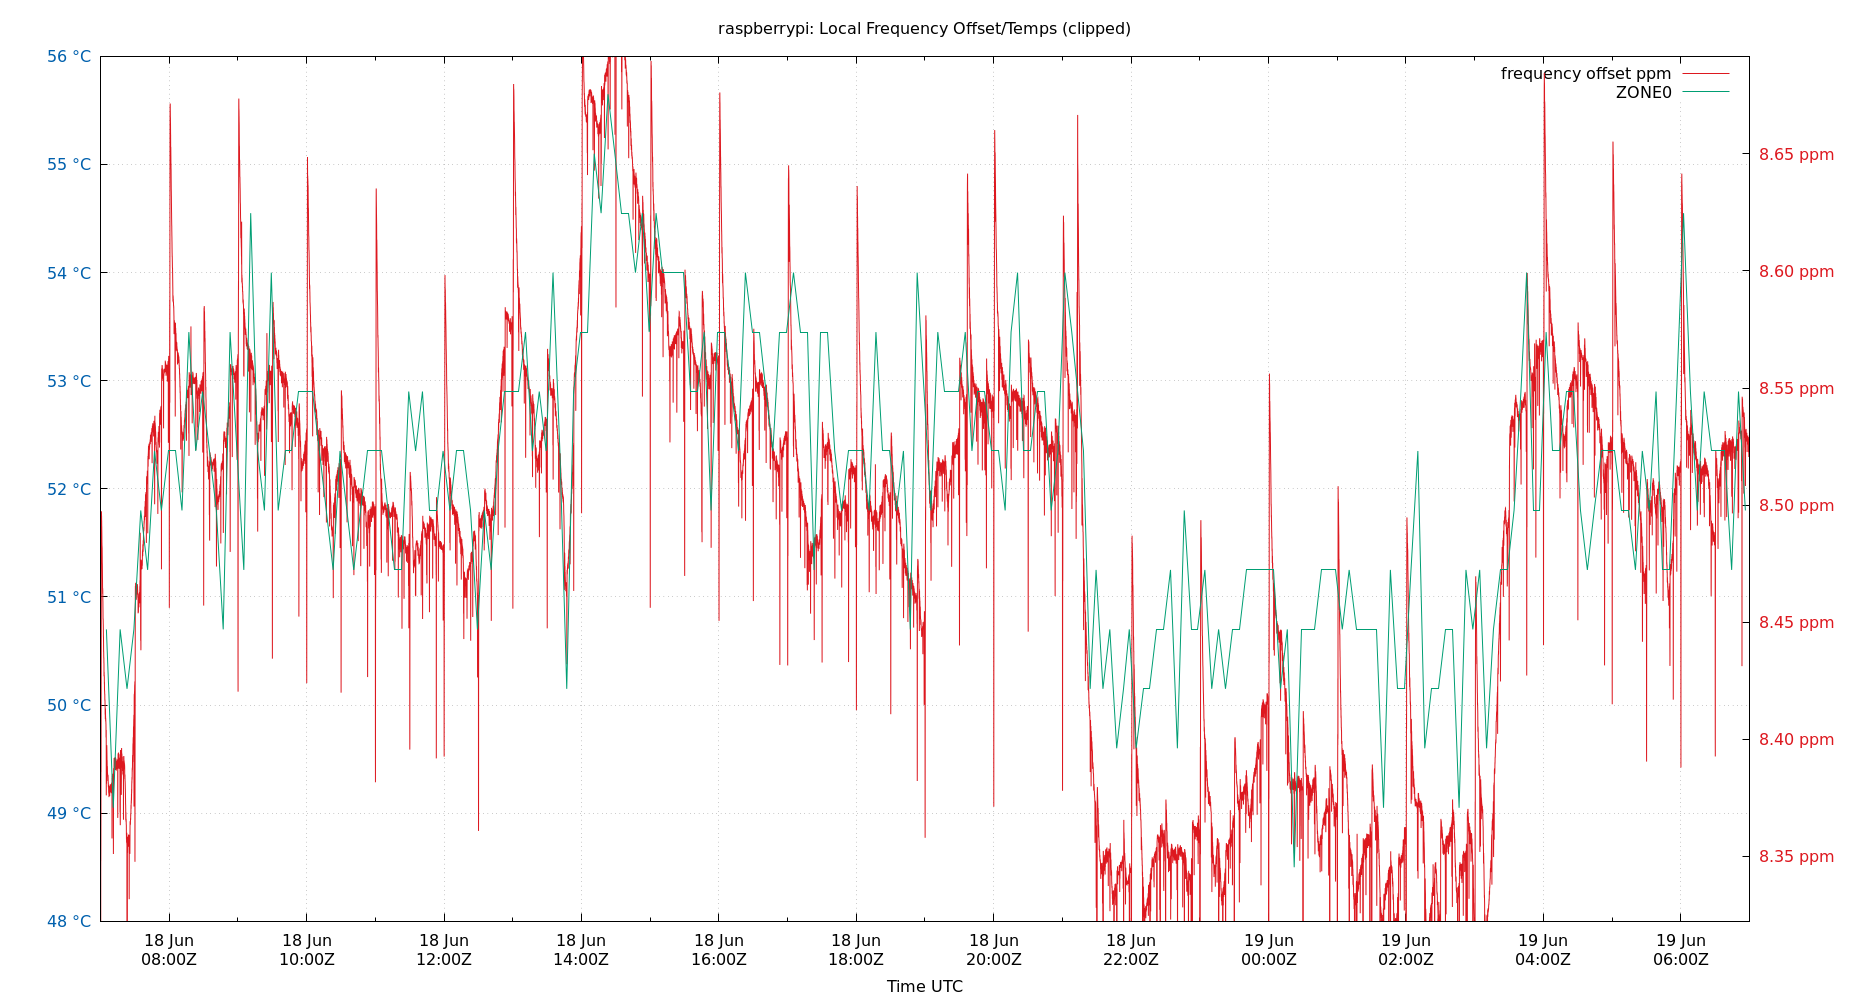 raspberrypi: Local Frequency Offset/Temps (clipped)
frequency offset ppm
ZONE0
56 °C
55 °C
54 °C
53 °C
52 °C
51 °C
50 °C
49 °C
48 °C
8.65 ppm
8.60 ppm
8.55 ppm
8.50 ppm
8.45 ppm
8.40 ppm
8.35 ppm
18 Jun 18 Jun 18 Jun 18 Jun 18 Jun 18 Jun 18 Jun 18 Jun 19 Jun 19 Jun 19 Jun 19 Jun
08:00Z 10:00Z 12:00Z 14:00Z 16:00Z 18:00Z 20:00Z 22:00Z 00:00Z 02:00Z 04:00Z 06:00Z
Time UTC